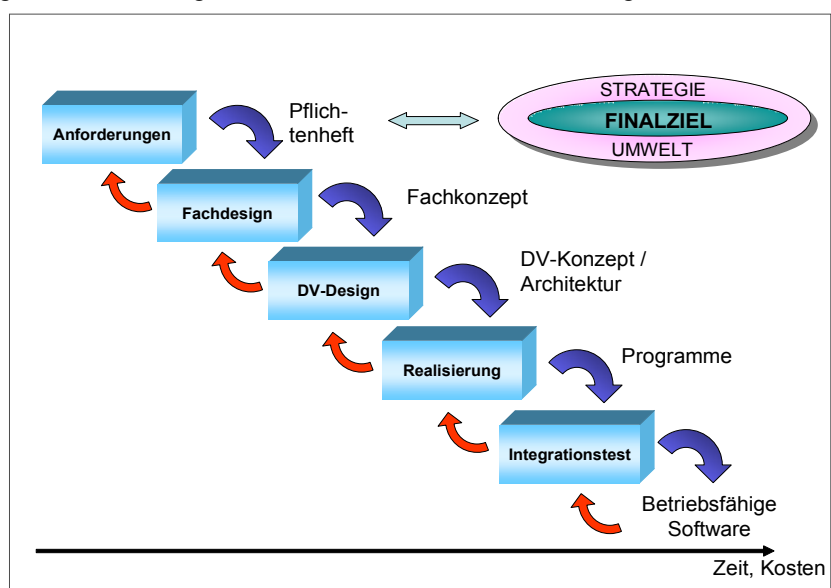 STRATEGIE
FINALZIEL
UMWELT
Anforderungen
Pflich-
tenheft
Fachdesign
Fachkonzept
DV-Design
DV-Konzept /
Architektur
Realisierung
Programme
Integrationstest
Betriebsfähige
Software
Zeit, Kosten